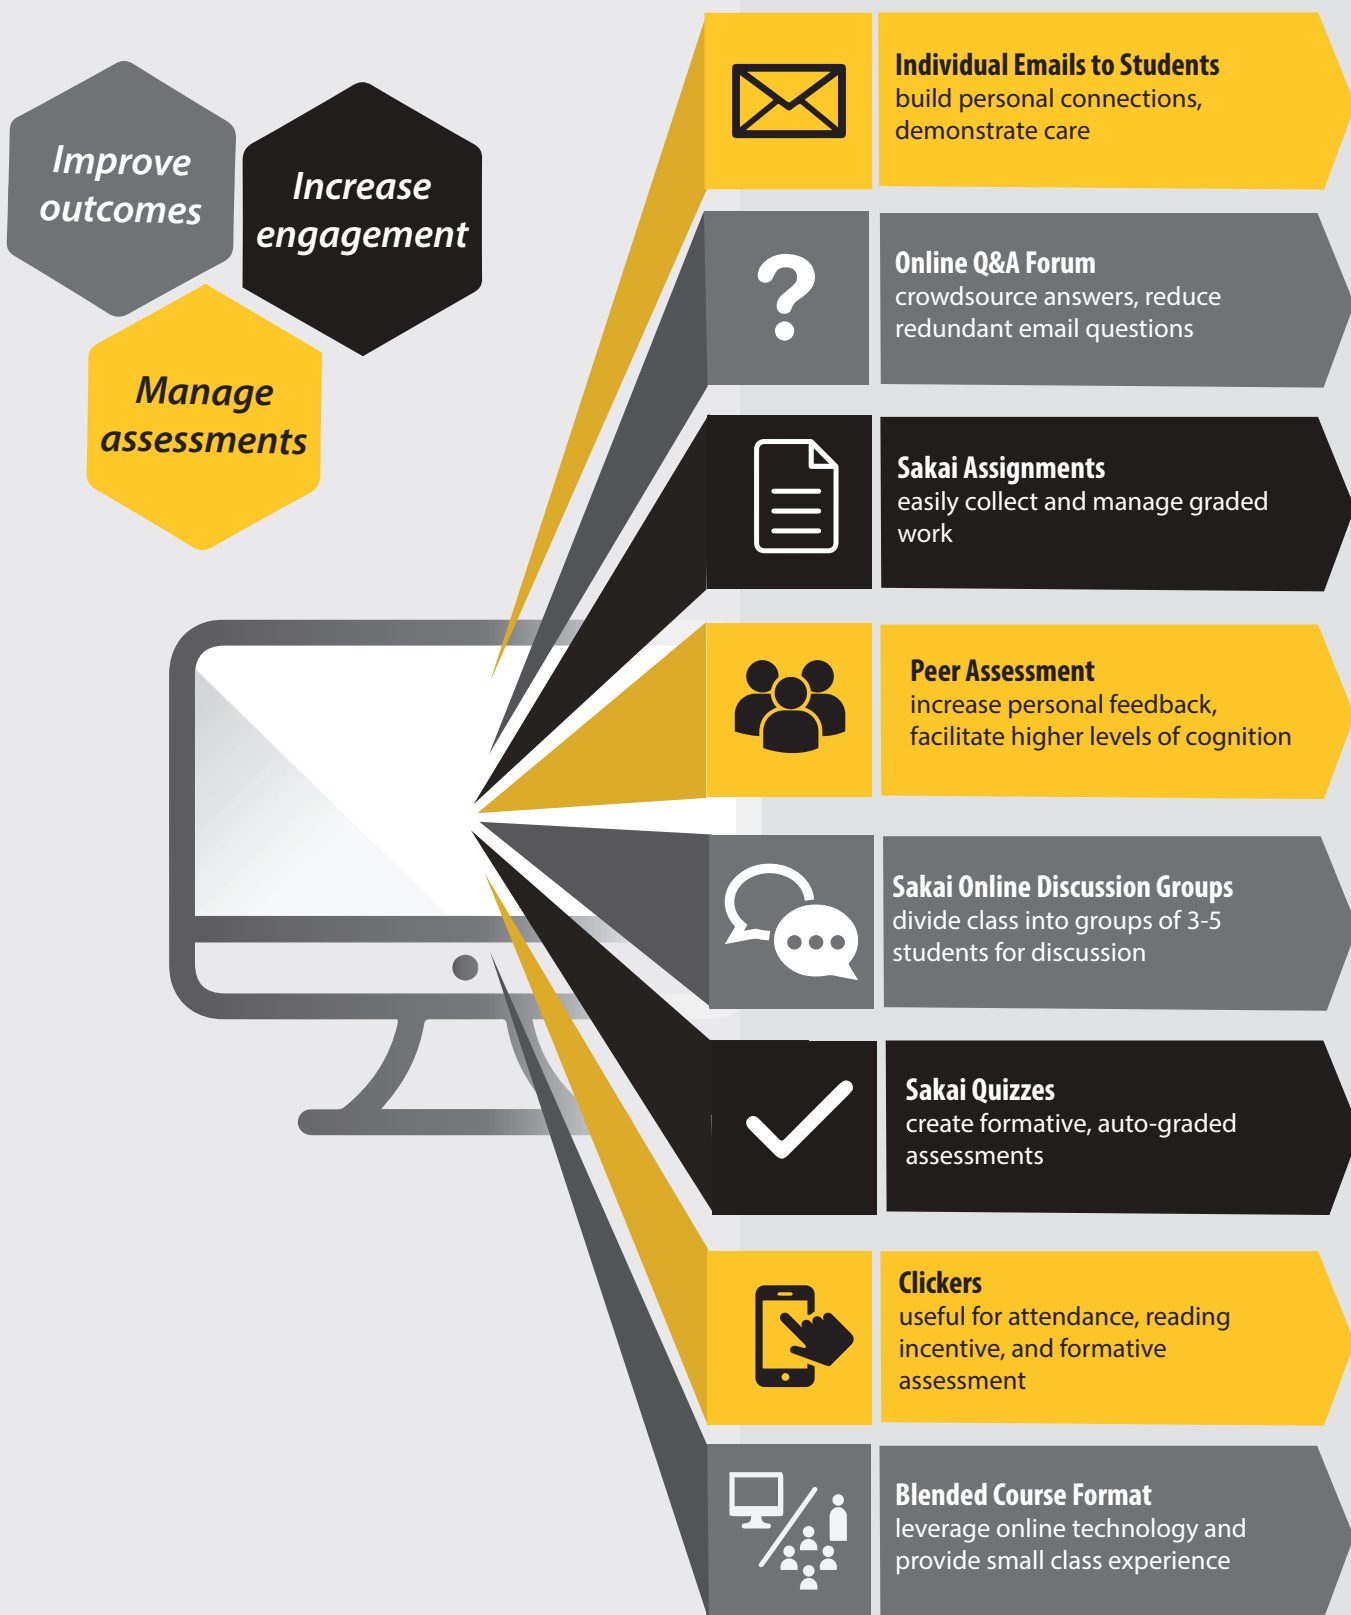 Improve
outcomes
Increase
engagement
Manage
assessments
Individual Emails to Students
build personal connections,
demonstrate care
Online Q&A Forum
crowdsource answers, reduce
redundant email questions
Sakai Assignments
easily collect and manage graded
work
Peer Assessment
increase personal feedback,
facilitate higher levels of cognition
Sakai Online Discussion Groups
divide class into groups of 3-5
students for discussion
Sakai Quizzes
create formative, auto-graded
assessments
Clickers
useful for attendance, reading
incentive, and formative
assessment
Blended Course Format
leverage online technology and
provide small class experience